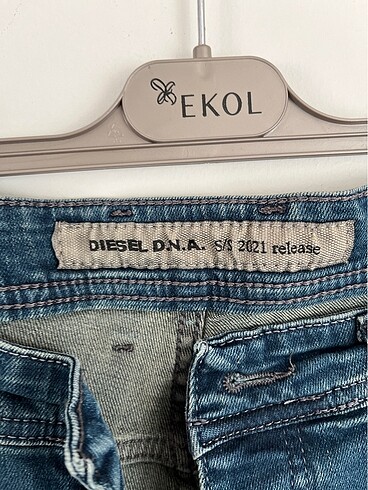 EKOL
DIESEL D.N.A. S/S 2021 release